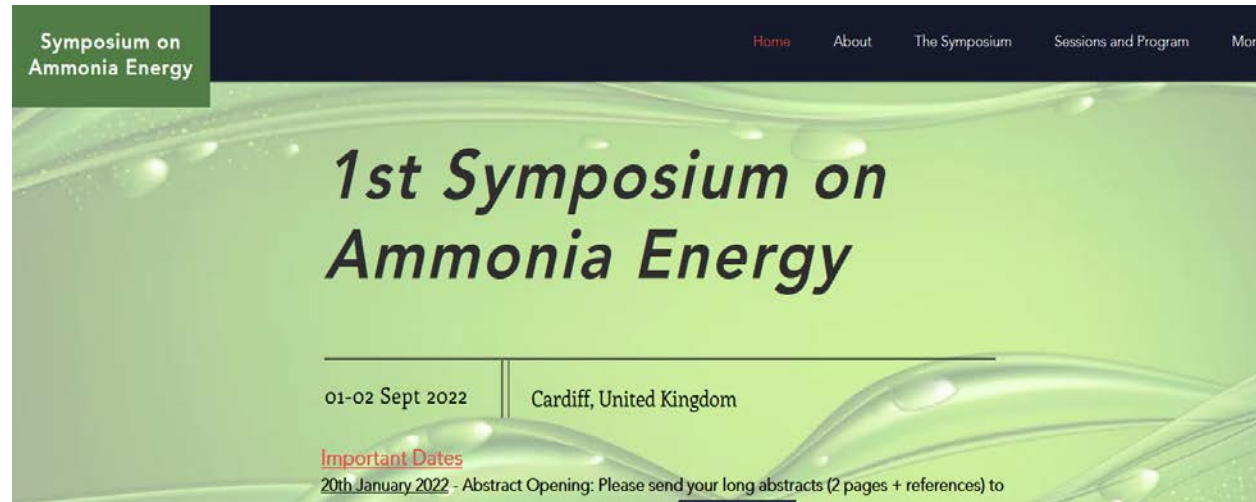 Symposium on
Ammonia Energy
Home About The Symposium Sessions and Program Mor
1st Symposium on
Ammonia Energy
01-02 Sept 2022 Cardiff, United Kingdom
Important Dates
20th January 2022 - Abstract Opening: Please send your long abstracts (2 pages + references) to